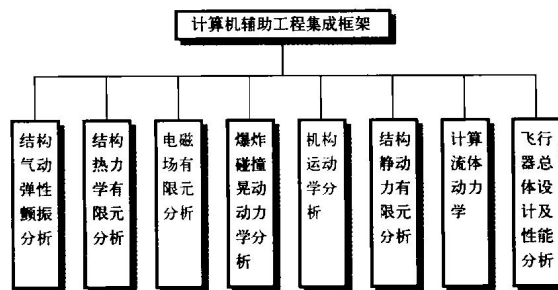 计算机辅助工程集成框架
结构
气动
弹性
颤振
分析
结构
热力
学有
限元
分析
电磁
场有
限元
分析
爆炸
碰撞
晃动
动力
学分
析
机构
运动
学分
析
结构
静动
力有
限元
分析
计算
流体
动力
学
飞行
器总
体设
计及
性能
分析